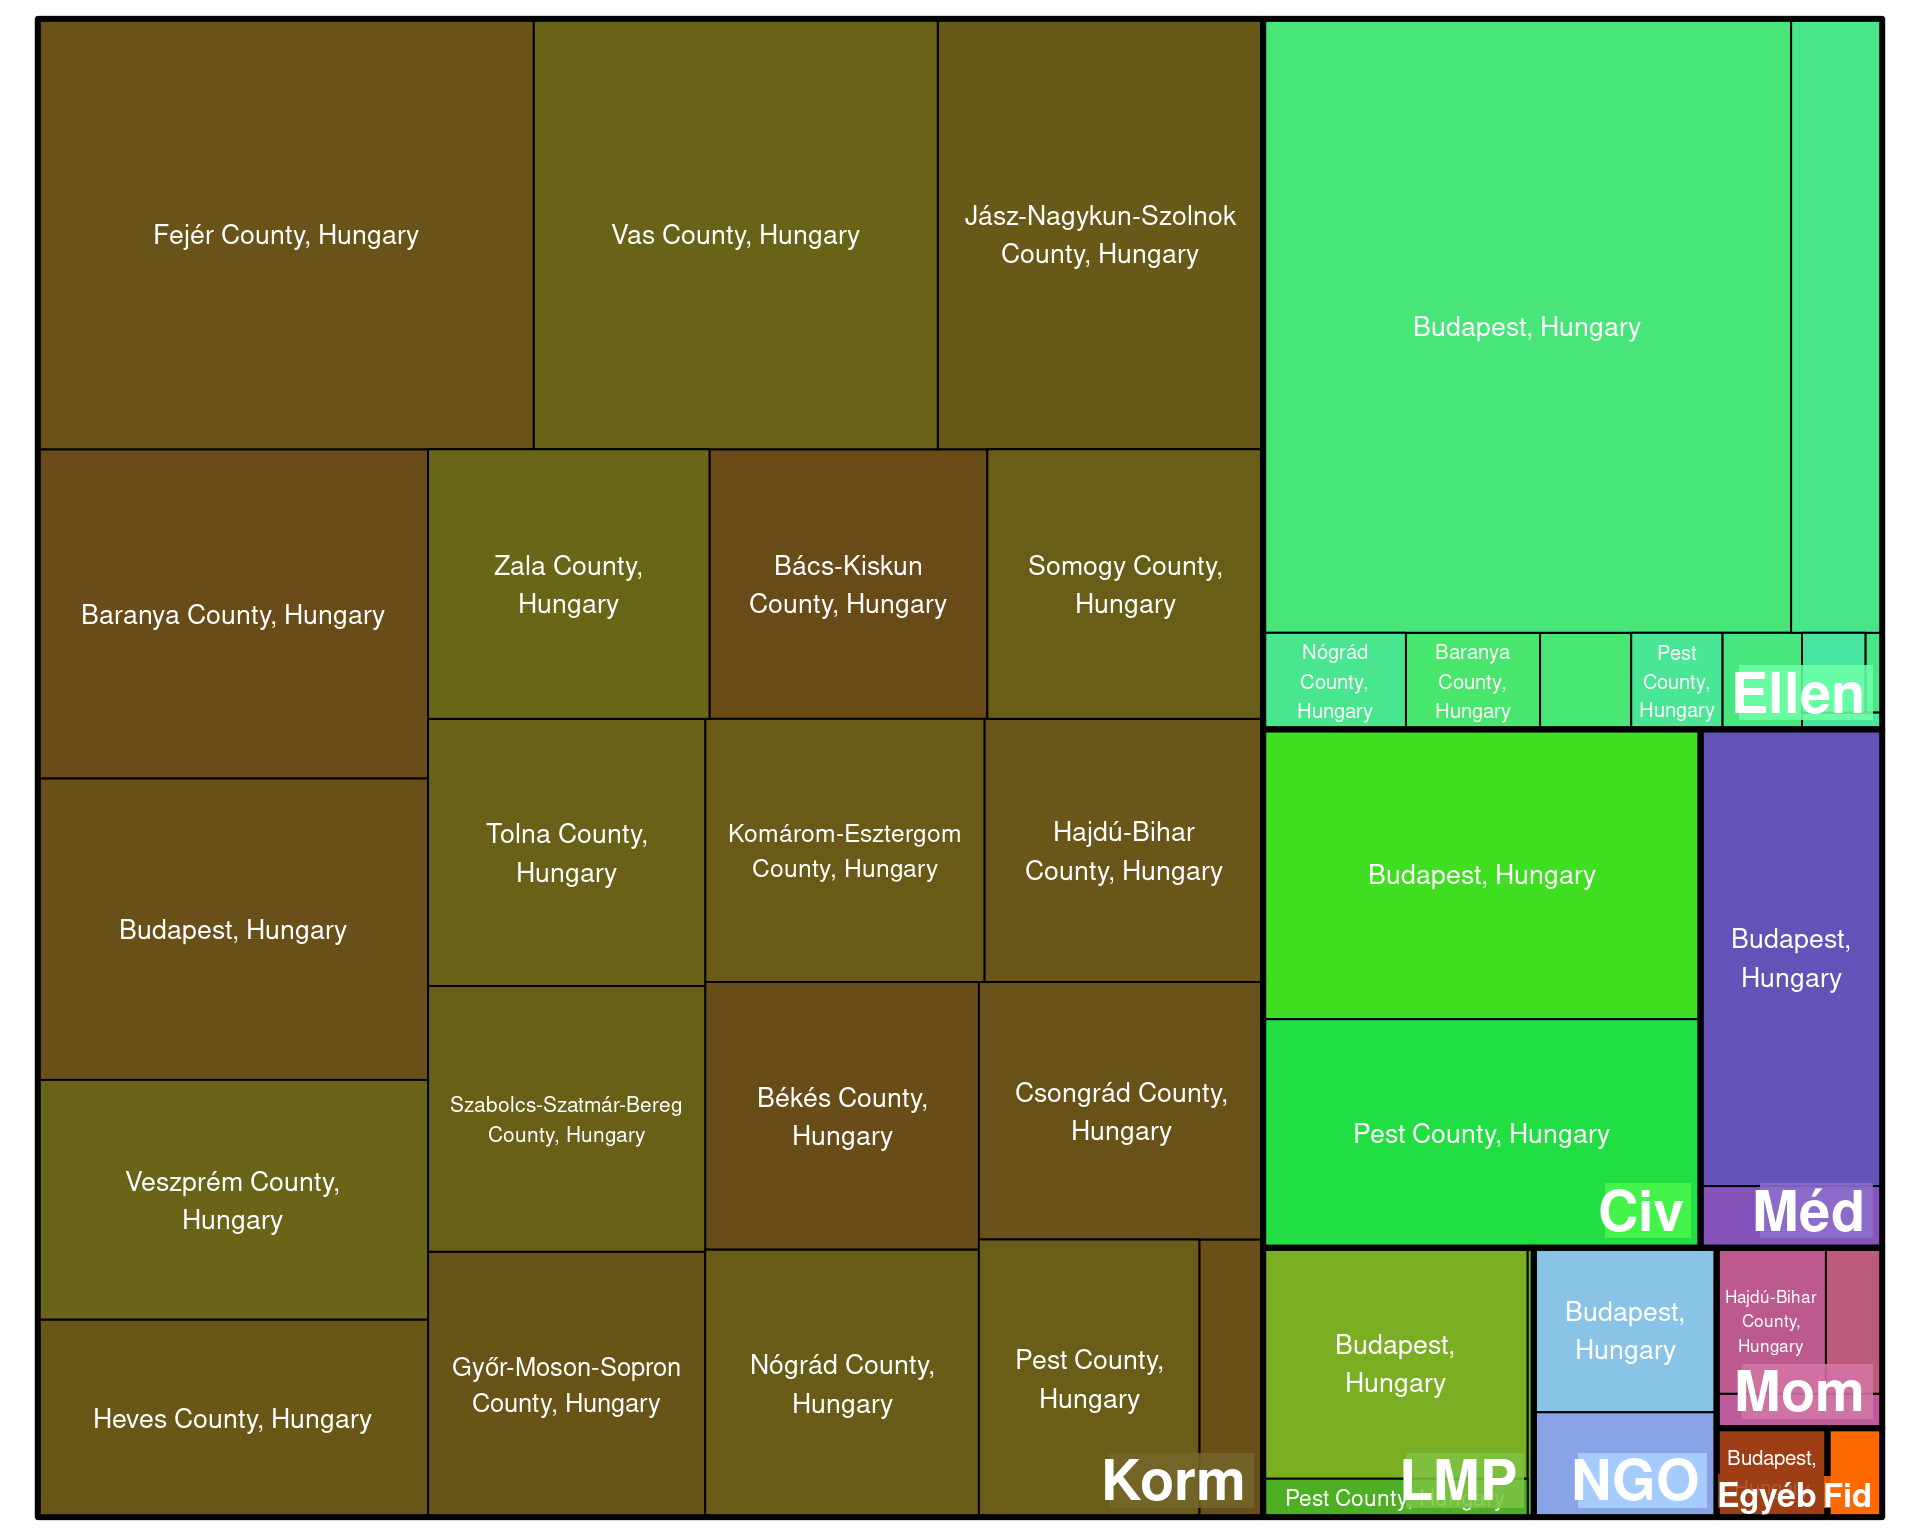 Fejér County, Hungary
Vas County, Hungary
Jász-Nagykun-Szolnok
County, Hungary
Baranya County, Hungary
Zala County,
Hungary
Bács-Kiskun
County, Hungary
Somogy County,
Hungary
Budapest, Hungary
Tolna County,
Hungary
Komárom-Esztergom
County, Hungary
Hajdú-Bihar
County, Hungary
Veszprém County,
Hungary
Szabolcs-Szatmár-Bereg
County, Hungary
Békés County,
Hungary
Csongrád County,
Hungary
Heves County, Hungary
Győr-Moson-Sopron
County, Hungary
Nógrád County,
Hungary
Pest County,
Hungary
Korm
Budapest, Hungary
Nógrád
County,
Hungary
Baranya
County,
Hungary
Pest
County,
Hungary
Ellen
Budapest, Hungary
Pest County, Hungary
Civ
Budapest,
Hungary
Méd
Budapest,
Hungary
Pest County, Hungary
LMP
Budapest,
Hungary
NGO
Hajdú-Bihar
County,
Hungary
Mom
Budapest,
Egyéb
Fid